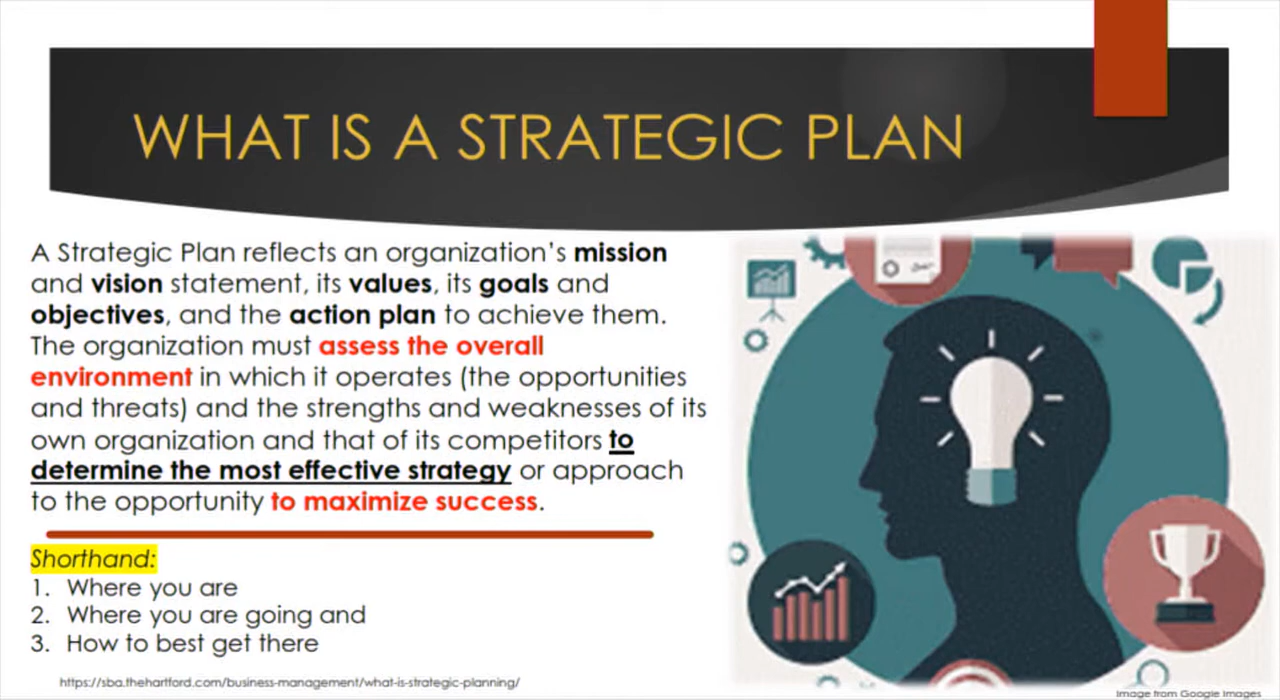 WHAT IS A STRATEGIC PLAN
A Strategic Plan reflects an organization's mission
and vision statement, its values, its goals and
objectives, and the action plan to achieve them.
The organization must assess the overall
environment in which it operates (the opportunities
and threats) and the strengths and weaknesses of its
own organization and that of its competitors to
determine the most effective strategy or approach
to the opportunity to maximize success.
Shorthand:
1. Where you are
2. Where you are going and
3. How to best get there
https://sba.thehartford.com/business-management/what-is-strategic-planning/
Image from Google Images